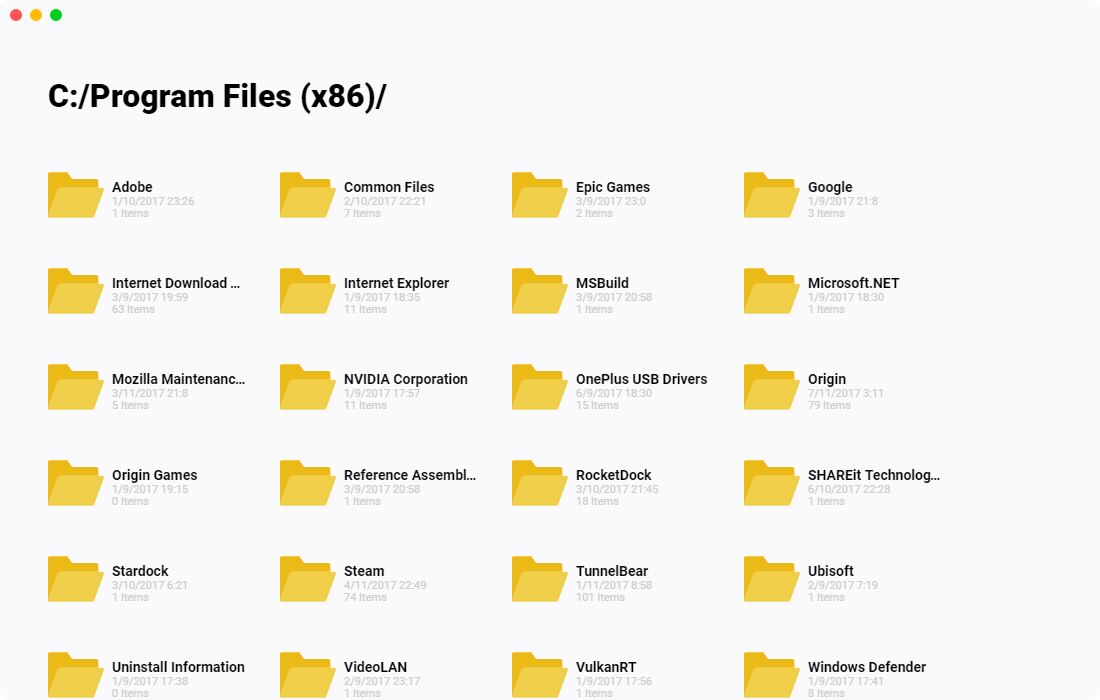 C:/Program Files (x86)/
Adobe
1/10/2017 23:26
1 Items
Common Files
2/10/2017 22:21
7 Items
Epic Games
3/9/2017 23:0
2 Items
Google
1/9/2017 21:8
3 Items
Internet Download ...
3/9/2017 19:59
63 Items
Internet Explorer
1/9/2017 18:35
11 Items
MSBuild
3/9/2017 20:58
1 Items
Microsoft.NET
1/9/2017 18:30
1 Items
Mozilla Maintenanc...
3/11/2017 21:8
5 Items
NVIDIA Corporation
1/9/2017 17:57
11 Items
OnePlus USB Drivers
6/9/2017 18:30
15 Items
Origin
7/11/2017 3:11
79 Items
Origin Games
1/9/2017 19:15
0 Items
Reference Assembl...
3/9/2017 20:58
1 Items
RocketDock
3/10/2017 21:45
18 Items
SHAREit Technolog...
6/10/2017 22:28
1 Items
Stardock
3/10/2017 6:21
1 Items
Steam
4/11/2017 22:49
74 Items
TunnelBear
1/11/2017 8:58
101 Items
Ubisoft
2/9/2017 7:19
1 Items
Uninstall Information
1/9/2017 17:38
0 Items
VideoLAN
2/9/2017 23:17
1 Items
VulkanRT
1/9/2017 17:56
1 Items
Windows Defender
1/9/2017 17:41
8 Items